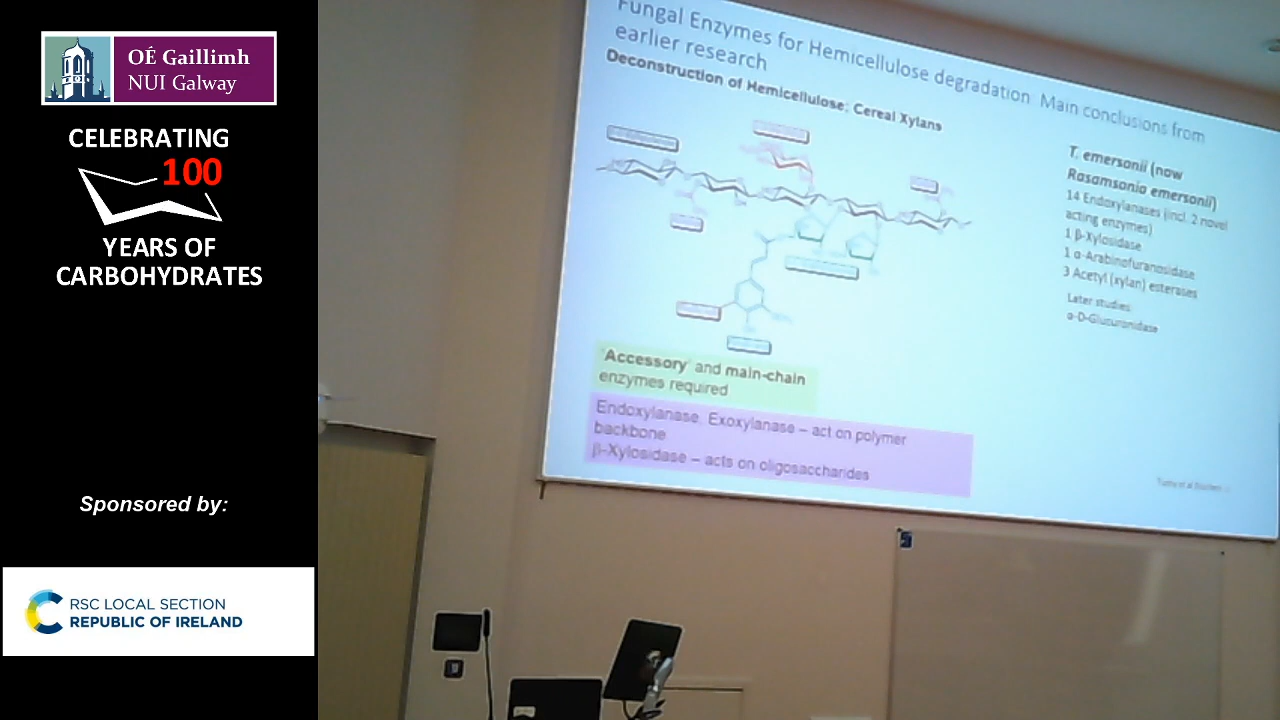 OÉ Gaillimh
NUI Galway
CELEBRATING
100
YEARS OF
CARBOHYDRATES
Sponsored by:
RSC LOCAL SECTION
REPUBLIC OF IRELAND
Fungal Enzymes for Hemicellulose degradation Main conclusions from
earlier research
Deconstruction of Hemicellulose; Cereal Xylans
'Accessory' and main-chain
enzymes required
Endoxylanase, Exoxylanase – act on polymer
backbone
β-Xylosidase – acts on oligosaccharides
T. emersonii (now
Rasamsonia emersonii)
14 Endoxylanases (incl. 2 novel
acting enzymes)
1 β-Xylosidase
1 α-Arabinofuranosidase
3 Acetyl (xylan) esterases
Later studies:
α-D-Glucuronidase